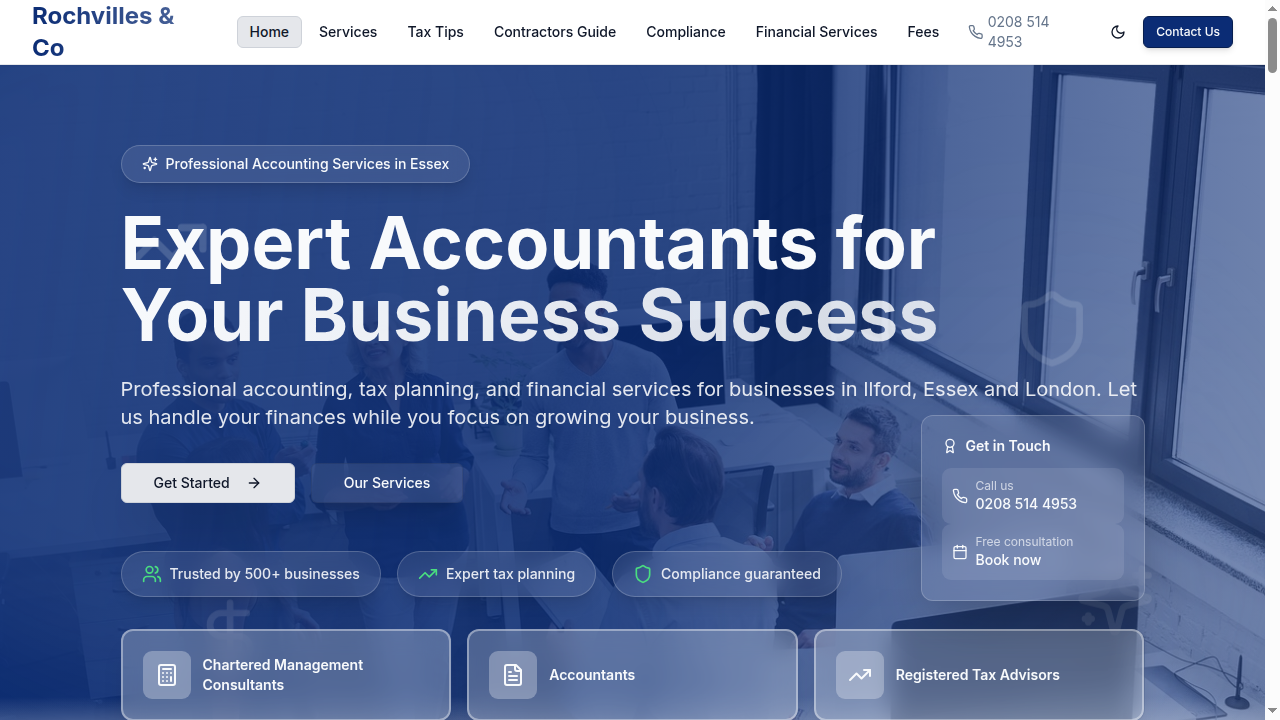 Rochvilles &
Co
Home
Services
Tax Tips
Contractors Guide
Compliance
Financial Services
Fees
0208 514
4953
Contact Us
Professional Accounting Services in Essex
Expert Accountants for
Your Business Success
Professional accounting, tax planning, and financial services for businesses in Ilford, Essex and London. Let
us handle your finances while you focus on growing your business.
Get Started
Our Services
Get in Touch
Call us
0208 514 4953
Free consultation
Book now
Trusted by 500+ businesses
Expert tax planning
Compliance guaranteed
Chartered Management
Consultants
Accountants
Registered Tax Advisors